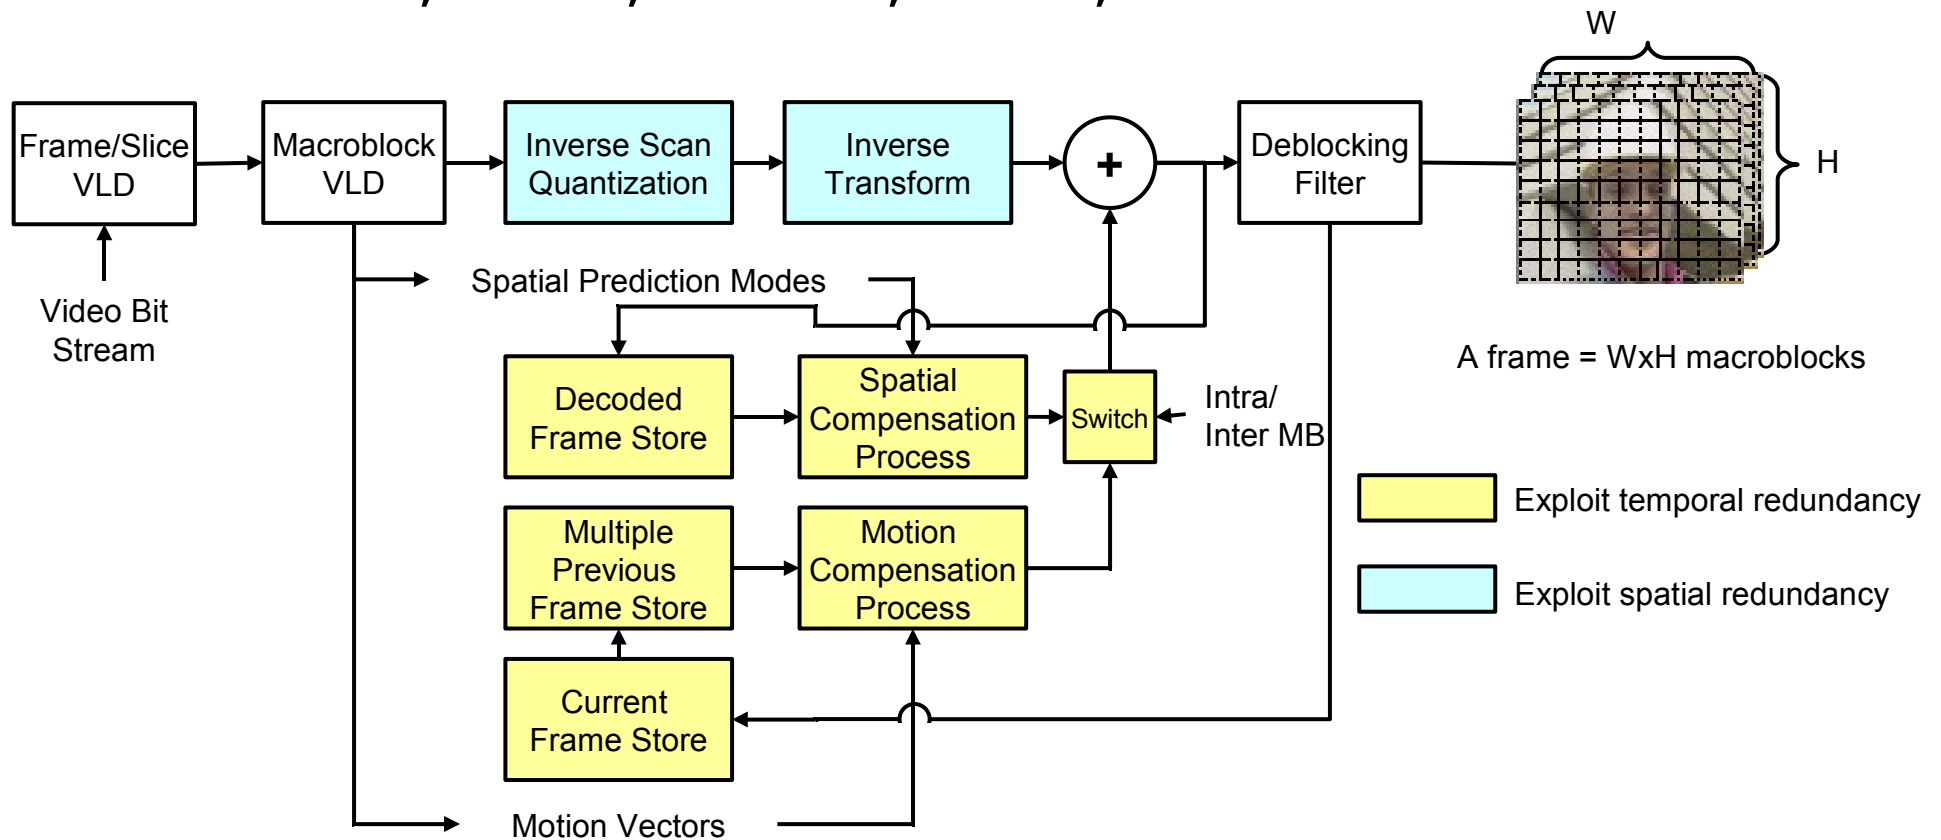 W
Frame/Slice
VLD
Macroblock
VLD
Inverse Scan
Quantization
Inverse
Transform
+
Deblocking
Filter
H
Video Bit
Stream
Spatial Prediction Modes
A frame = WxH macroblocks
Decoded
Frame Store
Spatial
Compensation
Process
Switch
Intra/
Inter MB
Multiple
Previous
Frame Store
Motion
Compensation
Process
Exploit temporal redundancy
Exploit spatial redundancy
Current
Frame Store
Motion Vectors